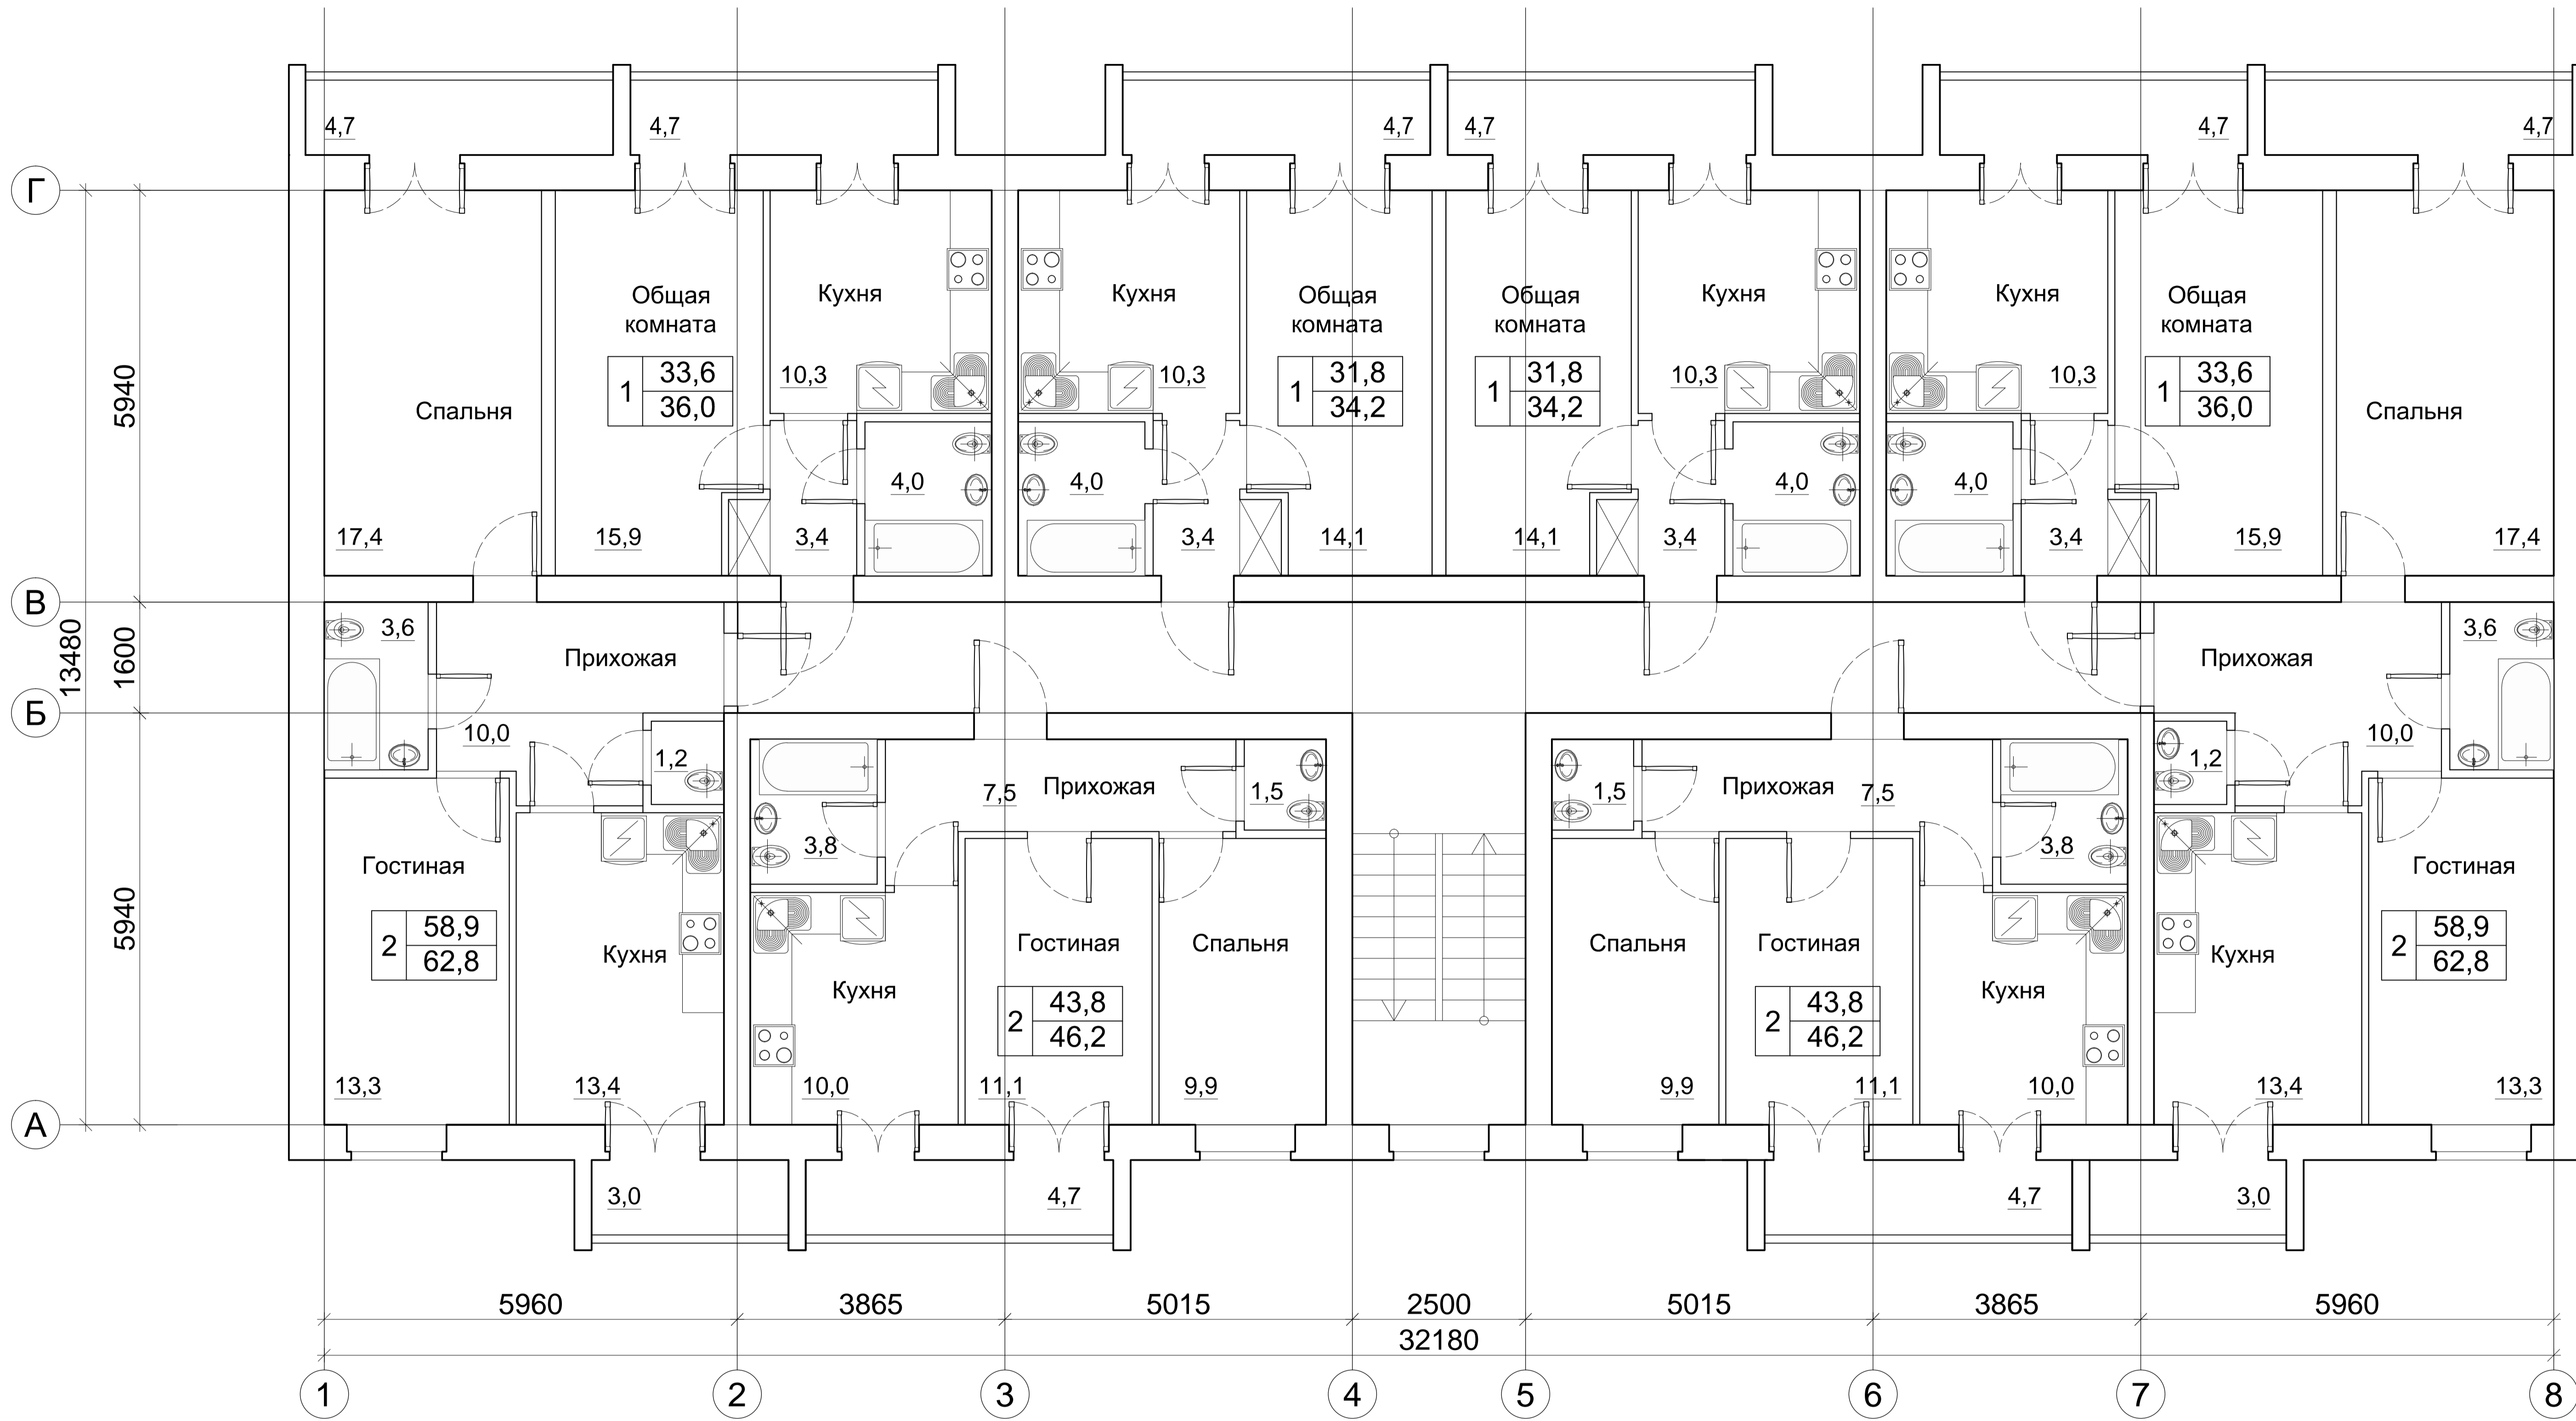 4,7 4,7 4,7 4,7 4,7 4,7
Г
Кухня Кухня Кухня Кухня
Общая комната Общая комната Общая комната Общая комната
1 33,6 36,0
10,3 10,3
1 31,8 34,2
1 31,8 34,2
10,3 10,3
1 33,6 36,0
5940
Спальня Спальня
4,0 4,0 4,0 4,0
17,4 15,9 3,4 3,4 14,1 14,1 3,4 3,4 15,9 17,4
В
3,6 3,6
13480
1600
Прихожая Прихожая
Б
10,0 10,0
1,2 1,2
7,5 Прихожая 1,5 1,5 Прихожая 7,5
3,8 3,8
Гостиная Гостиная
5940
2 58,9 62,8
Кухня
Гостиная Спальня Спальня Гостиная
Кухня
2 58,9 62,8
Кухня Кухня
2 43,8 46,2
2 43,8 46,2
13,3 13,4 10,0 11,1 9,9 9,9 11,1 10,0 13,4 13,3
А
3,0 4,7 4,7 3,0
5960 3865 5015 2500 5015 3865 5960
32180
1 2 3 4 5 6 7 8